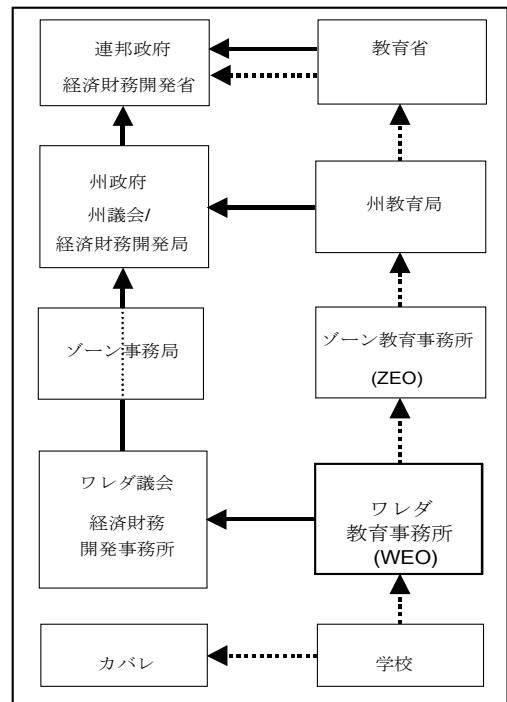 連邦政府
経済財務開発省
教育省
州政府
州議会/
経済財務開発局
州教育局
ゾーン事務局
ゾーン教育事務所
(ZEO)
ワレダ議会
経済財務
開発事務所
ワレダ
教育事務所
(WEO)
カバレ
学校